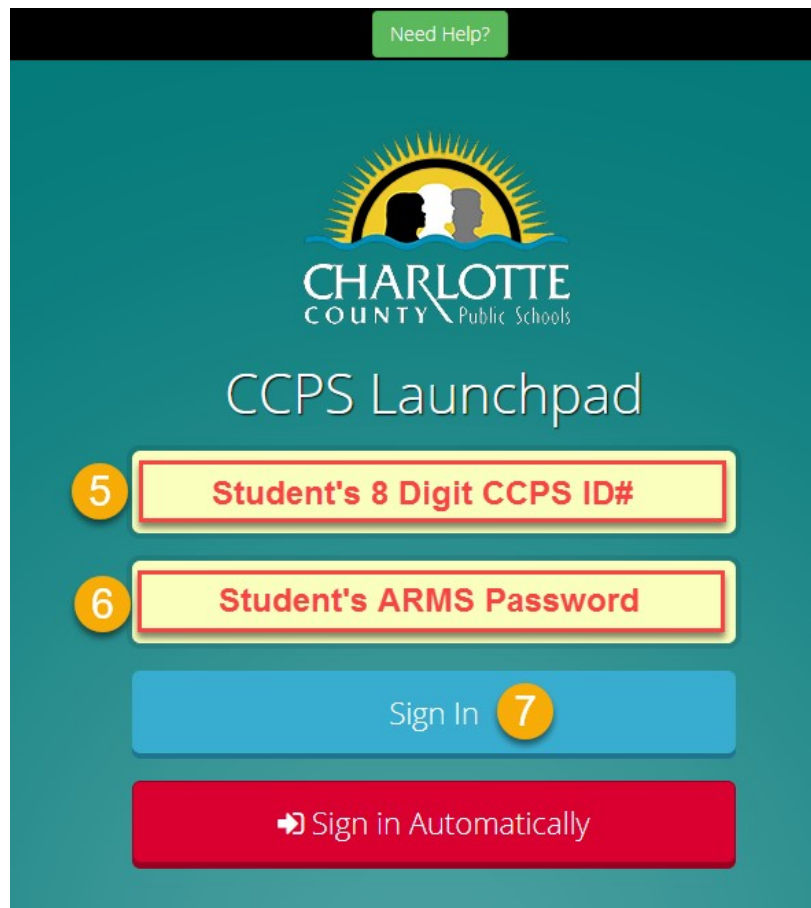 Need Help?
CHARLOTTE
COUNTY Public Schools
CCPS Launchpad
5 Student's 8 Digit CCPS ID#
6 Student's ARMS Password
Sign In 7
Sign in Automatically